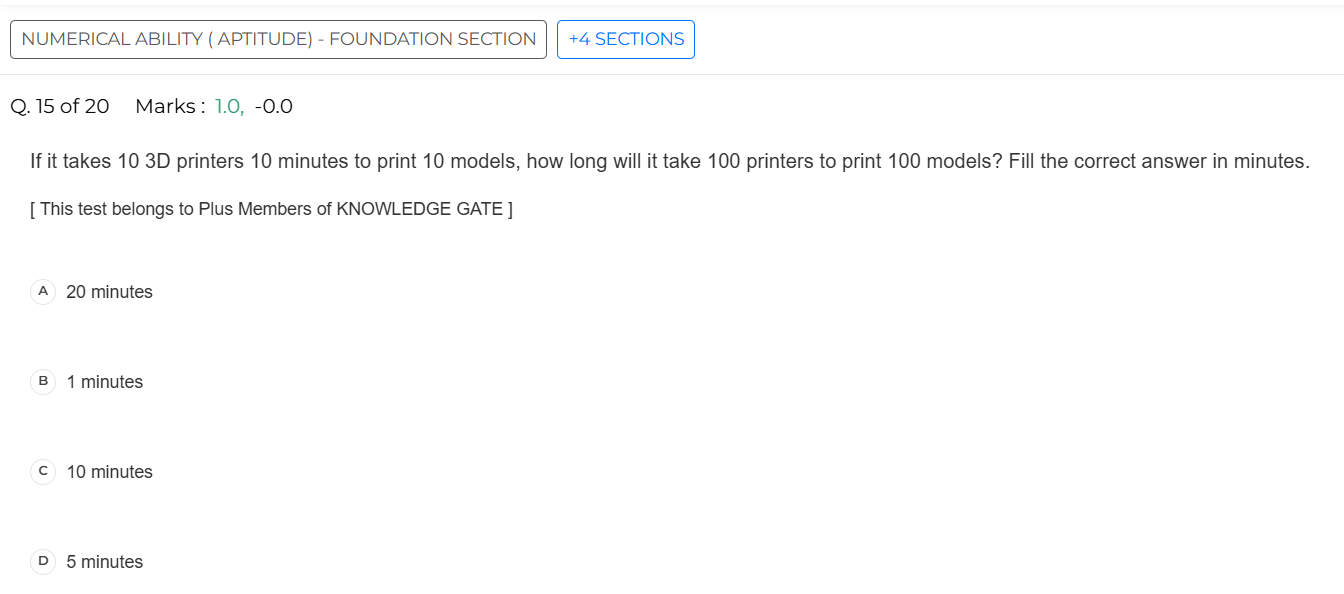 NUMERICAL ABILITY ( APTITUDE) - FOUNDATION SECTION +4 SECTIONS
Q. 15 of 20 Marks : 1.0, -0.0
If it takes 10 3D printers 10 minutes to print 10 models, how long will it take 100 printers to print 100 models? Fill the correct answer in minutes.
[ This test belongs to Plus Members of KNOWLEDGE GATE ]
A 20 minutes
B 1 minutes
C 10 minutes
D 5 minutes